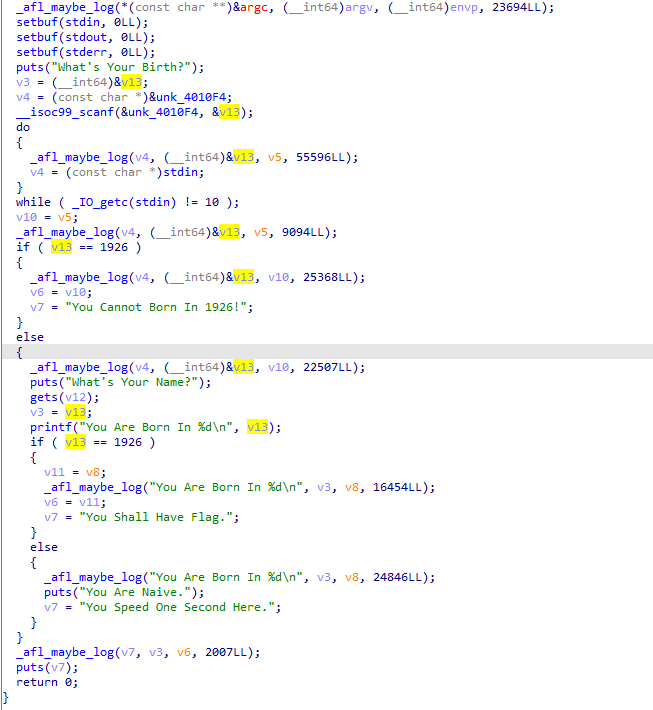 _afl_maybe_log(*(const char **)&argc, (__int64)argv, (__int64)envp, 23694LL);
setbuf(stdin, 0LL);
setbuf(stdout, 0LL);
setbuf(stderr, 0LL);
puts("What's Your Birth?");
v3 = (__int64)&v13;
v4 = (const char *)&unk_4010F4;
__isoc99_scanf(&unk_4010F4, &v13);
do
{
_afl_maybe_log(v4, (__int64)&v13, v5, 55596LL);
v4 = (const char *)stdin;
}
while ( _IO_getc(stdin) != 10 );
v10 = v5;
_afl_maybe_log(v4, (__int64)&v13, v5, 9094LL);
if ( v13 == 1926 )
{
_afl_maybe_log(v4, (__int64)&v13, v10, 25368LL);
v6 = v10;
v7 = "You Cannot Born In 1926!";
}
else
{
_afl_maybe_log(v4, (__int64)&v13, v10, 22507LL);
puts("What's Your Name?");
gets(v12);
v3 = v13;
printf("You Are Born In %d\n", v13);
if ( v13 == 1926 )
{
v11 = v8;
_afl_maybe_log("You Are Born In %d\n", v3, v8, 16454LL);
v6 = v11;
v7 = "You Shall Have Flag.";
}
else
{
_afl_maybe_log("You Are Born In %d\n", v3, v8, 24846LL);
puts("You Are Naive.");
v7 = "You Speed One Second Here.";
}
}
_afl_maybe_log(v7, v3, v6, 2007LL);
puts(v7);
return 0;
}